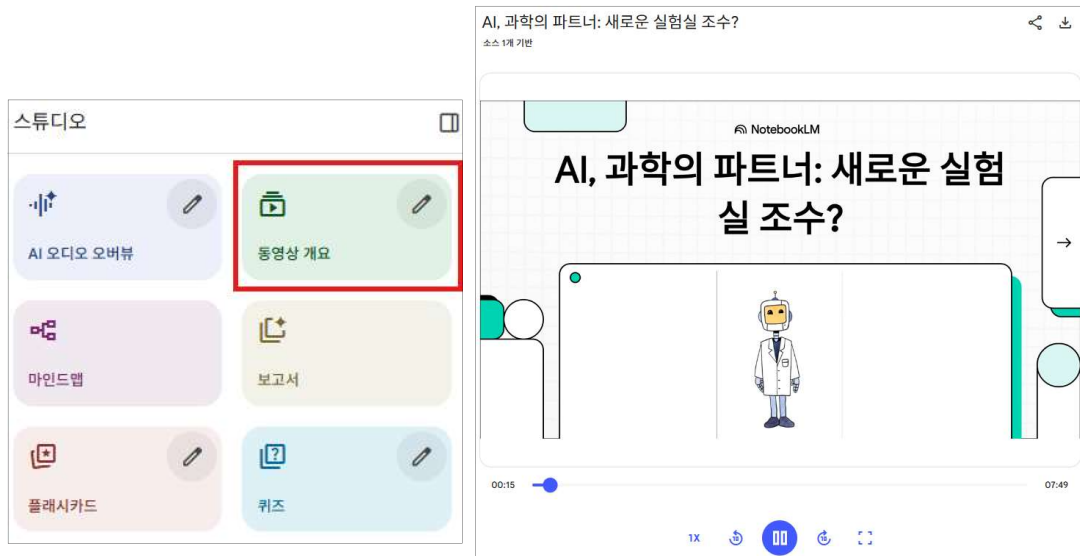 스튜디오
AI 오디오 오버뷰
동영상 개요
마인드맵
보고서
플래시카드
퀴즈
AI, 과학의 파트너: 새로운 실험실 조수?
소스 1개 기반
NotebookLM
AI, 과학의 파트너: 새로운 실험
실 조수?
00:15
07:49
1X
10
10